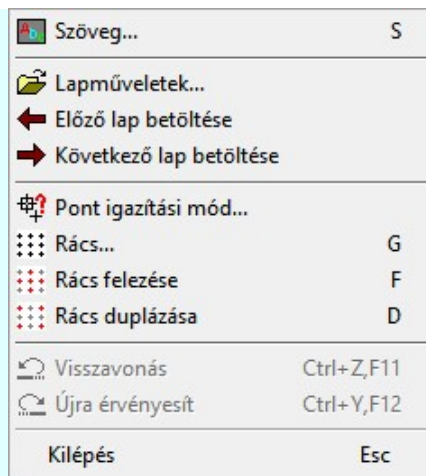 Szöveg... S
Lapműveletek...
Előző lap betöltése
Következő lap betöltése
Pont igazítási mód...
Rács... G
Rács felezése F
Rács duplázása D
Visszavonás Ctrl+Z,F11
Újra érvényesít Ctrl+Y,F12
Kilépés Esc